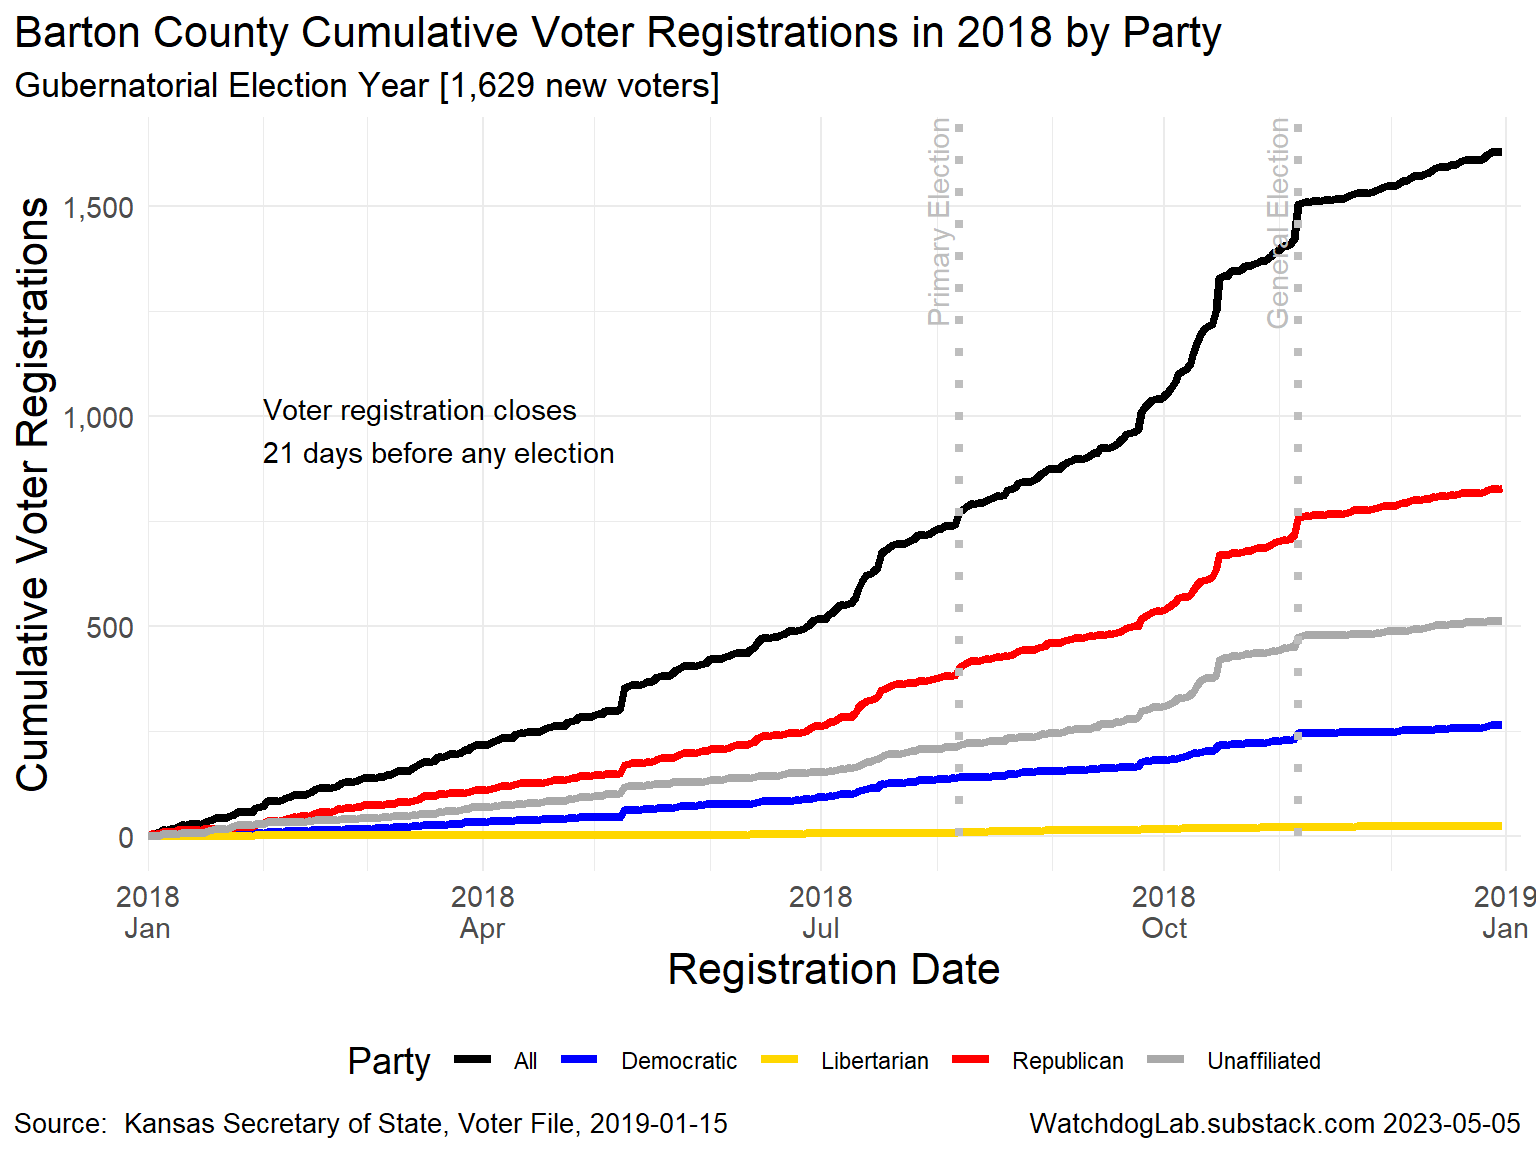 Barton County Cumulative Voter Registrations in 2018 by Party
Gubernatorial Election Year [1,629 new voters]
Cumulative Voter Registrations
1,500
1,000
500
0
Voter registration closes
21 days before any election
Primary Election
General Election
2018
Jan
2018
Apr
2018
Jul
2018
Oct
2019
Jan
Registration Date
Party All Democratic Libertarian Republican Unaffiliated
Source:  Kansas Secretary of State, Voter File, 2019-01-15
WatchdogLab.substack.com 2023-05-05